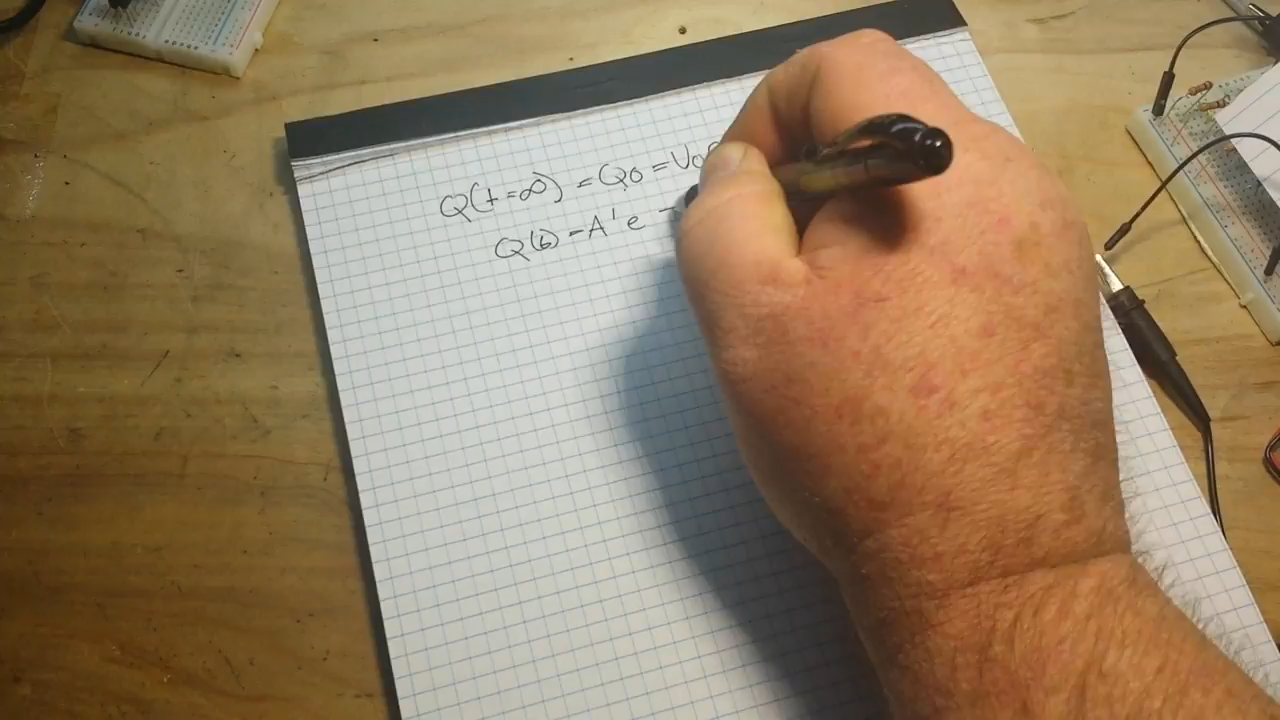 Q(t=∞) = Q0 = V0
Q(t) = A'e -